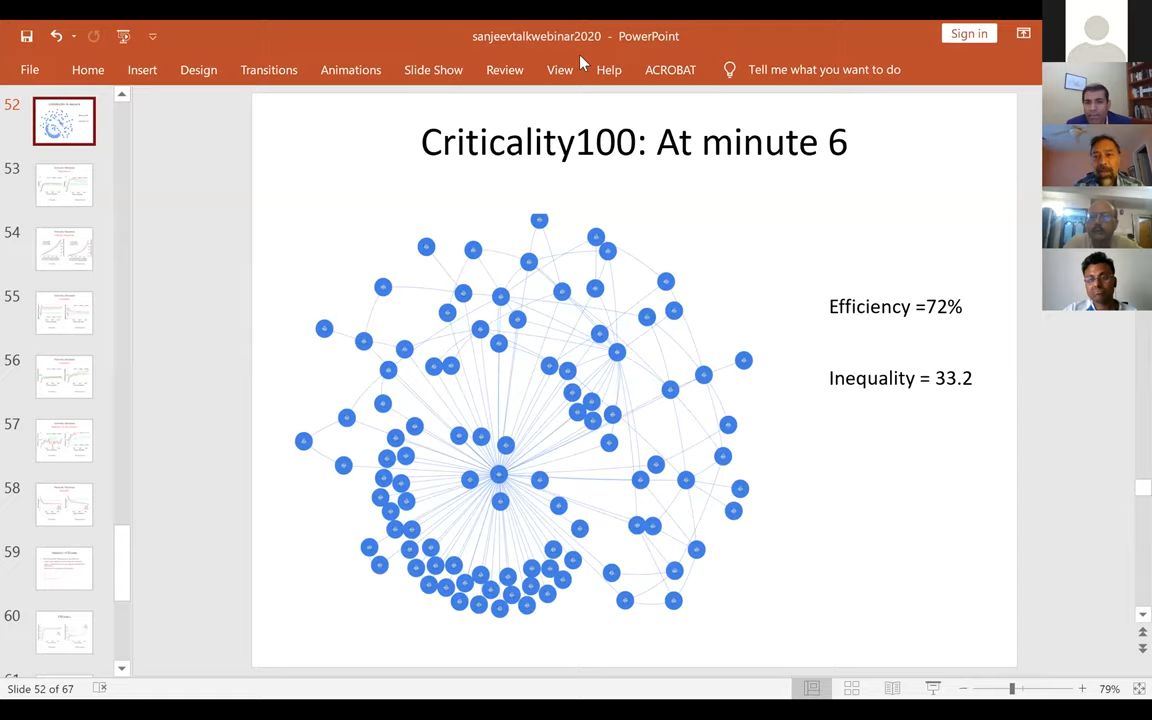 sanjeevtalkwebinar2020 - PowerPoint
Sign in
File Home Insert Design Transitions Animations Slide Show Review View Help ACROBAT Tell me what you want to do
52
53
54
55
56
57
58
59
60
Criticality100: At minute 6
Efficiency =72%
Inequality = 33.2
Slide 52 of 67
79%